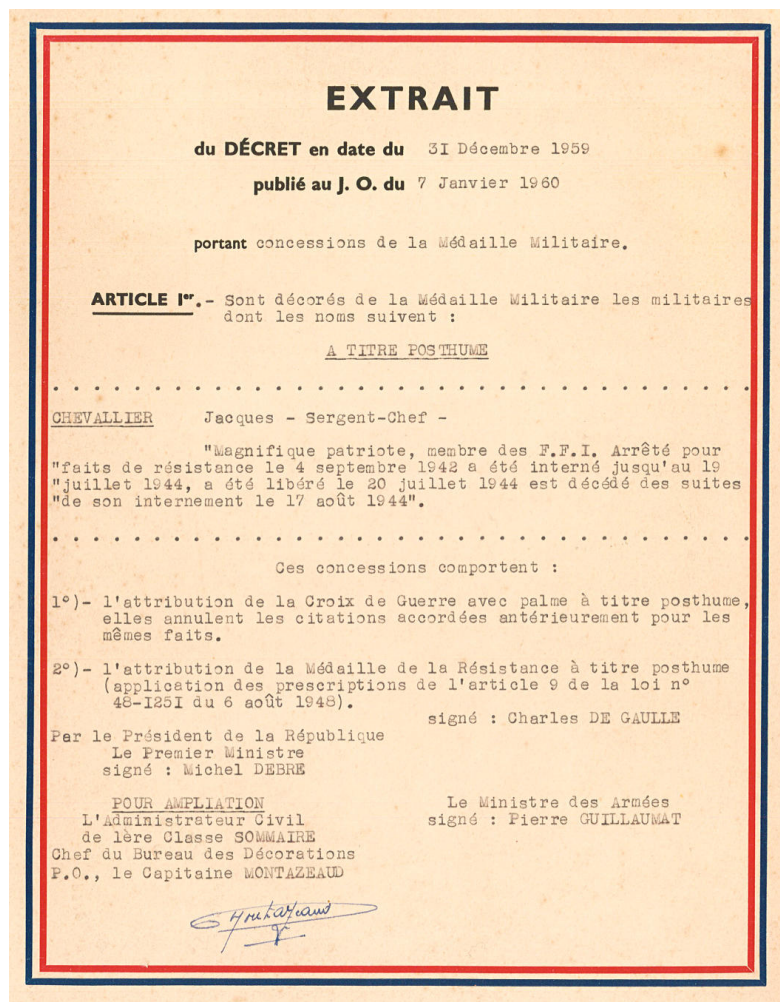 EXTRAIT
du DÉCRET en date du 3I Décembre 1959
publié au J. O. du 7 Janvier 1960
portant concessions de la Médaille Militaire.
ARTICLE Ier.- Sont décorés de la Médaille Militaire les militaires
dont les noms suivent :
A TITRE POSTHUME
. . . . . . . . . . . . . . . . . . . . . . . . . . . . . . . . . . . .
CHEVALLIER Jacques - Sergent-Chef -
"Magnifique patriote, membre des F.F.I. Arrêté pour
"faits de résistance le 4 septembre 1942 a été interné jusqu'au 19
"juillet 1944, a été libéré le 20 juillet 1944 est décédé des suites
"de son internement le 17 août 1944".
. . . . . . . . . . . . . . . . . . . . . . . . . . . . . . . . . . . .
Ces concessions comportent :
1°)- l'attribution de la Croix de Guerre avec palme à titre posthume,
elles annulent les citations accordées antérieurement pour les
mêmes faits.
2°)- l'attribution de la Médaille de la Résistance à titre posthume
(application des prescriptions de l'article 9 de la loi n°
48-I25I du 6 août 1948).
signé : Charles DE GAULLE
Par le Président de la République
Le Premier Ministre
signé : Michel DEBRE
POUR AMPLIATION
L'Administrateur Civil
de 1ère Classe SOMMAIRE
Chef du Bureau des Décorations
P.O., le Capitaine MONTAZEAUD
Le Ministre des Armées
signé : Pierre GUILLAUMAT
Montazeaud